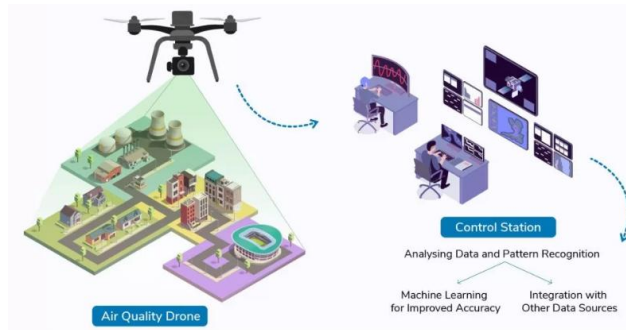 Air Quality Drone
Control Station
Analysing Data and Pattern Recognition
Machine Learning
for Improved Accuracy
Integration with
Other Data Sources